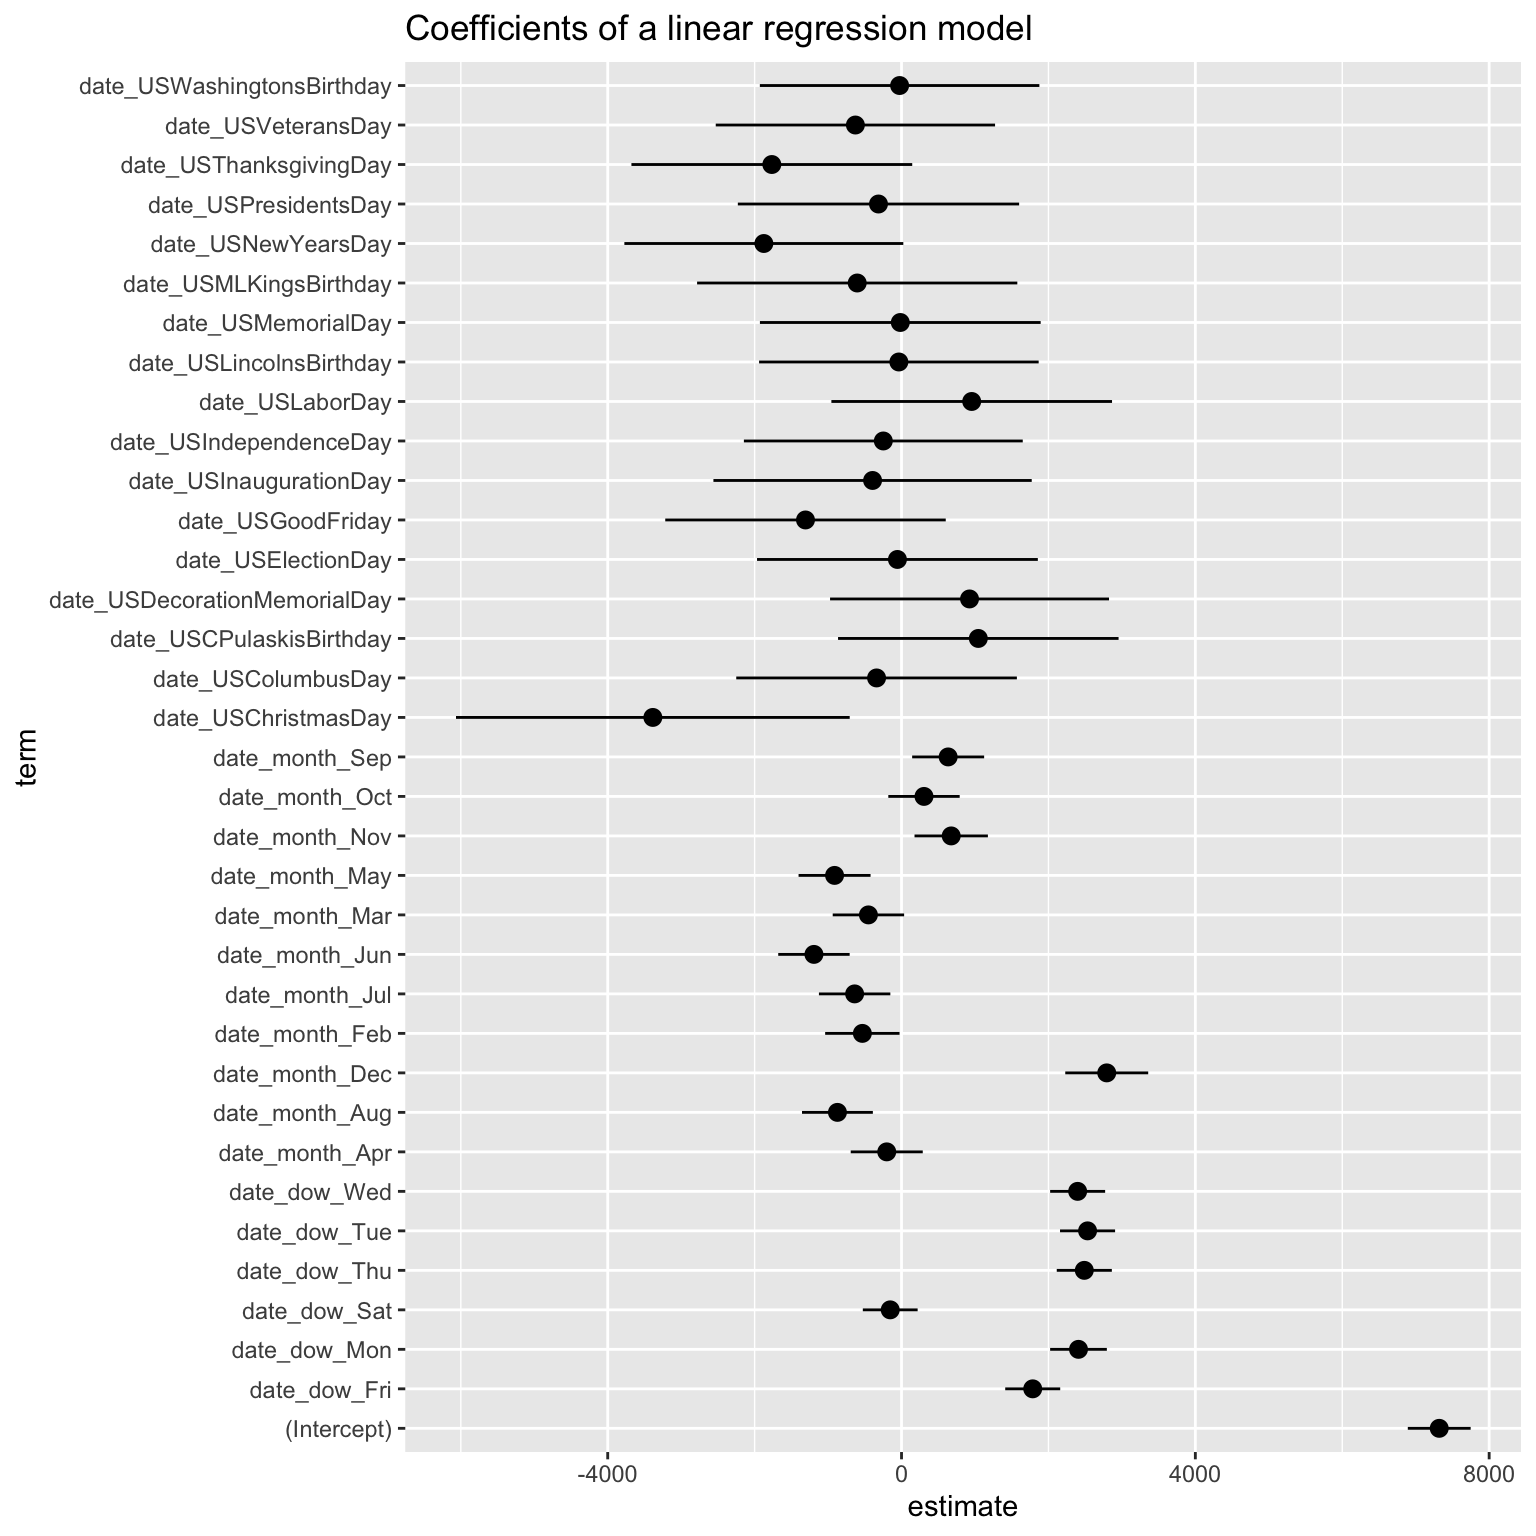 Coefficients of a linear regression model
date_USWashingtonsBirthday
date_USVeteransDay
date_USThanksgivingDay
date_USPresidentsDay
date_USNewYearsDay
date_USMLKingsBirthday
date_USMemorialDay
date_USLincolnsBirthday
date_USLaborDay
date_USIndependenceDay
date_USInaugurationDay
date_USGoodFriday
date_USElectionDay
date_USDecorationMemorialDay
date_USCPulaskisBirthday
date_USColumbusDay
date_USChristmasDay
date_month_Sep
date_month_Oct
date_month_Nov
date_month_May
date_month_Mar
date_month_Jun
date_month_Jul
date_month_Feb
date_month_Dec
date_month_Aug
date_month_Apr
date_dow_Wed
date_dow_Tue
date_dow_Thu
date_dow_Sat
date_dow_Mon
date_dow_Fri
(Intercept)
term
-4000 0 4000 8000
estimate